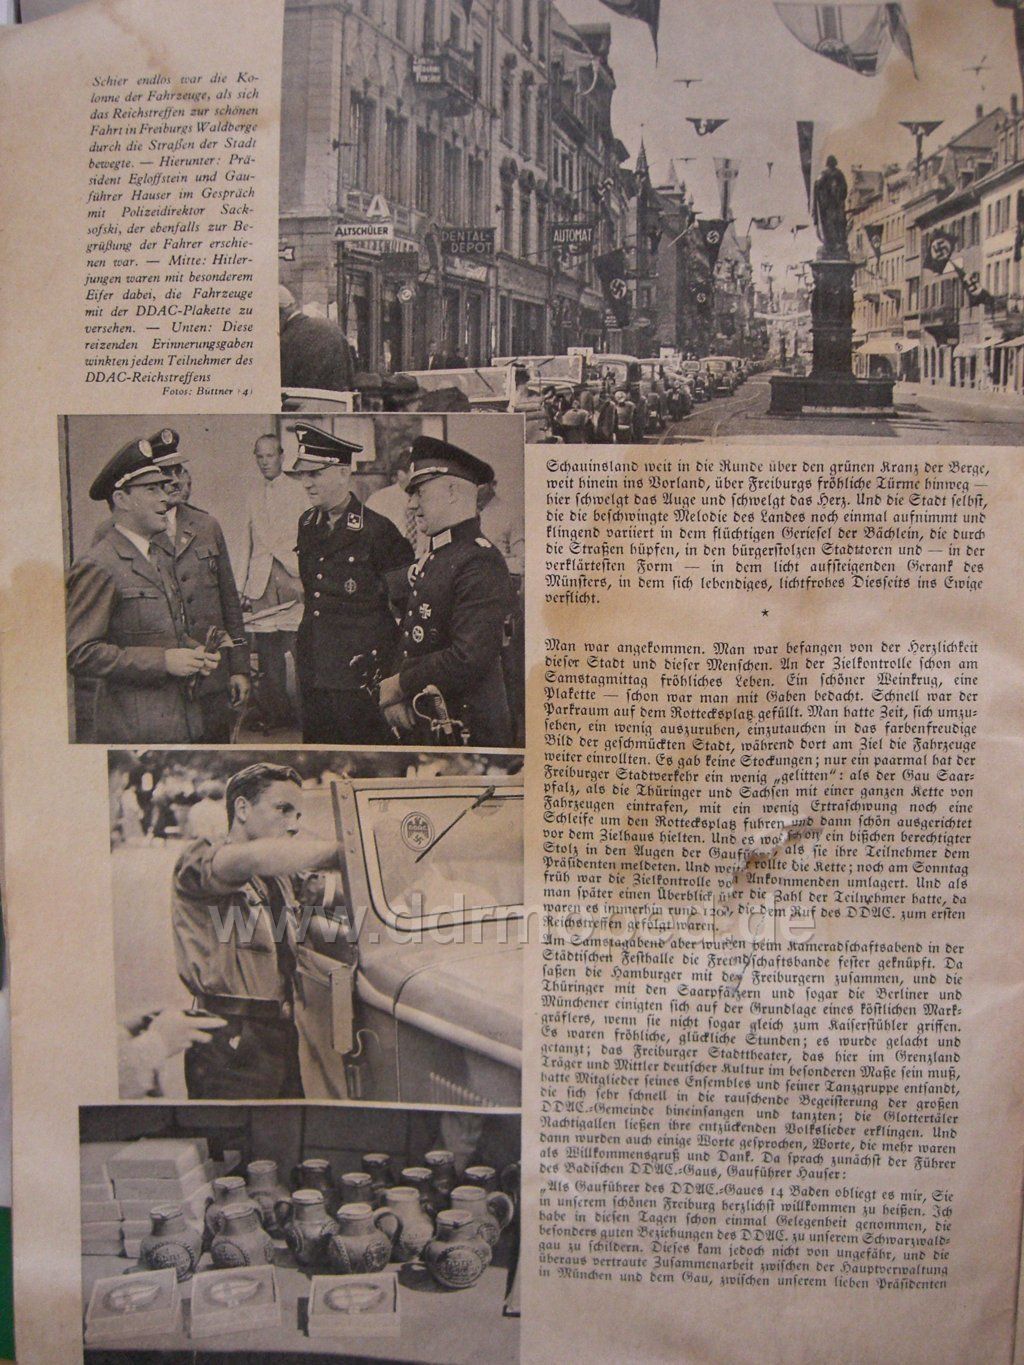 Schier endlos war die Ko-
lonne der Fahrzeuge, als sich
das Reichstreffen zur schönen
Fahrt in Freiburgs Waldberge
durch die Straßen der Stadt
bewegte. — Hierunter: Prä-
sident Egloffstein und Gau-
führer Hauser im Gespräch
mit Polizeidirektor Sack-
sofski, der ebenfalls zur Be-
grüßung der Fahrer erschie-
nen war. — Mitte: Hitler-
jungen waren mit besonderem
Eifer dabei, die Fahrzeuge
mit der DDAC-Plakette zu
versehen. — Unten: Diese
reizenden Erinnerungsgaben
winkten jedem Teilnehmer des
DDAC-Reichstreffens
Fotos: Büttner (4)
ALTSCHÜLER
DENTAL-
DEPOT
AUTOMAT
Schauinsland weit in die Runde über den grünen Kranz der Berge,
weit hinein ins Vorland, über Freiburgs fröhliche Türme hinweg —
hier schwelgt das Auge und schwelgt das Herz. Und die Stadt selbst,
die die beschwingte Melodie des Landes noch einmal aufnimmt und
klingend variiert in dem flüchtigen Geriesel der Bächlein, die durch
die Straßen hüpfen, in den bürgerstolzen Stadttoren und — in der
verklärtesten Form — in dem licht aufsteigenden Gerank des
Münsters, in dem sich lebendiges, lichtfrohes Diesseits ins Ewige
verflicht.
*
Man war angekommen. Man war befangen von der Herzlichkeit
dieser Stadt und dieser Menschen. An der Zielkontrolle schon am
Samstagmittag fröhliches Leben. Ein schöner Weinkrug, eine
Plakette — schon war man mit Gaben bedacht. Schnell war der
Parkraum auf dem Rottecksplatz gefüllt. Man hatte Zeit, sich umzu-
sehen, ein wenig auszuruhen, einzutauchen in das farbenfreudige
Bild der geschmückten Stadt, während dort am Ziel die Fahrzeuge
weiter einrollten. Es gab keine Stockungen; nur ein paarmal hat der
Freiburger Stadtverkehr ein wenig „gelitten“: als der Gau Saar-
pfalz, als die Thüringer und Sachsen mit einer ganzen Kette von
Fahrzeugen eintrafen, mit ein wenig Extraschwung noch eine
Schleife um den Rottecksplatz fuhren und dann schön ausgerichtet
vor dem Zielhaus hielten. Und es war schon ein bißchen berechtigter
Stolz in den Augen der Gauführer, als sie ihre Teilnehmer dem
Präsidenten meldeten. Und weiter rollte die Kette; noch am Sonntag
früh war die Zielkontrolle von Ankommenden umlagert. Und als
man später einen Überblick über die Zahl der Teilnehmer hatte, da
waren es immerhin rund 1200, die dem Ruf des DDAC. zum ersten
Reichstreffen gefolgt waren.
Am Samstagabend aber wurden beim Kameradschaftsabend in der
Städtischen Festhalle die Freundschaftsbande fester geknüpft. Da
saßen die Hamburger mit den Freiburgern zusammen, und die
Thüringer mit den Saarpfälzern und sogar die Berliner und
Münchener einigten sich auf der Grundlage eines köstlichen Mark-
gräflers, wenn sie nicht sogar gleich zum Kaiserstühler griffen.
Es waren fröhliche, glückliche Stunden; es wurde gelacht und
getanzt; das Freiburger Stadttheater, das hier im Grenzland
Träger und Mittler deutscher Kultur im besonderen Maße sein muß,
hatte Mitglieder seines Ensembles und seiner Tanzgruppe entsandt,
die sich sehr schnell in die rauschende Begeisterung der großen
DDAC.-Gemeinde hineinsangen und tanzten; die Glottertäler
Nachtigallen ließen ihre entzückenden Volkslieder erklingen. Und
dann wurden auch einige Worte gesprochen, Worte, die mehr waren
als Willkommensgruß und Dank. Da sprach zunächst der Führer
des Badischen DDAC.-Gaus, Gauführer Hauser:
„Als Gauführer des DDAC.-Gaues 14 Baden obliegt es mir, Sie
in unserem schönen Freiburg herzlichst willkommen zu heißen. Ich
habe in diesen Tagen schon einmal Gelegenheit genommen, die
besonders guten Beziehungen des DDAC. zu unserem Schwarzwald-
gau zu schildern. Dieses kam jedoch nicht von ungefähr, und die
überaus vertraute Zusammenarbeit zwischen der Hauptverwaltung
in München und dem Gau, zwischen unserem lieben Präsidenten